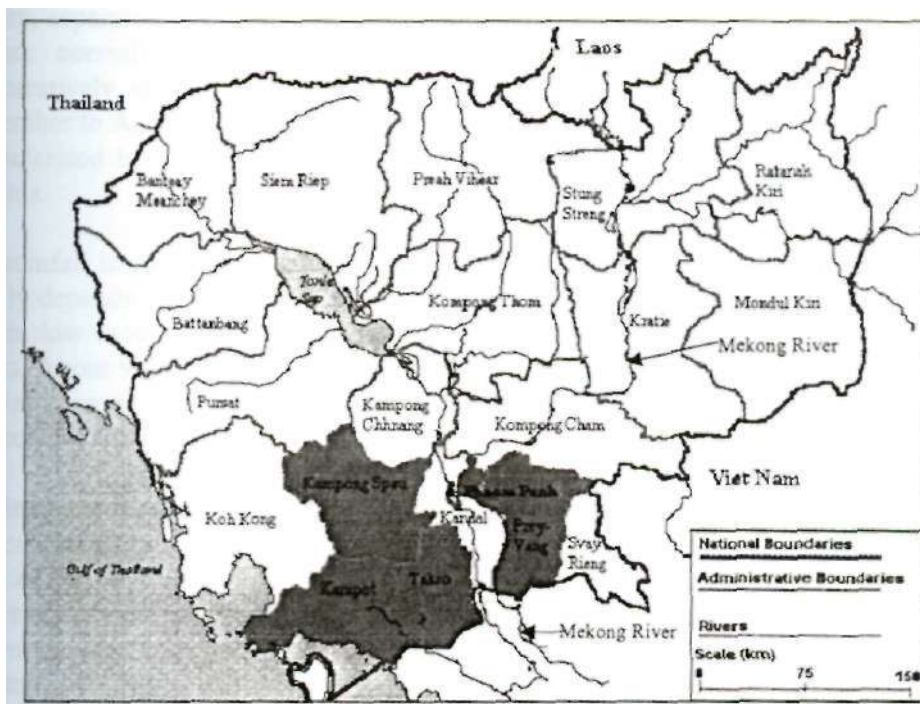 Laos
Thailand
Banteay
Meanchey
Siem Riep
Preah Vihear
Stung
Streng
Ratanak
Kiri
Tonle
Sap
Battanbang
Kompong Thom
Kratie
Mondul Kiri
Mekong River
Pursat
Kampong
Chhnang
Kompong Cham
Viet Nam
Kampong Speu
Phnom Penh
Koh Kong
Kandal
Prey-
Vang
Svay
Rieng
Gulf of Thailand
Kampot
Takeo
Mekong River
National Boundaries
Administrative Boundaries
Rivers
Scale (km)
0 75 150